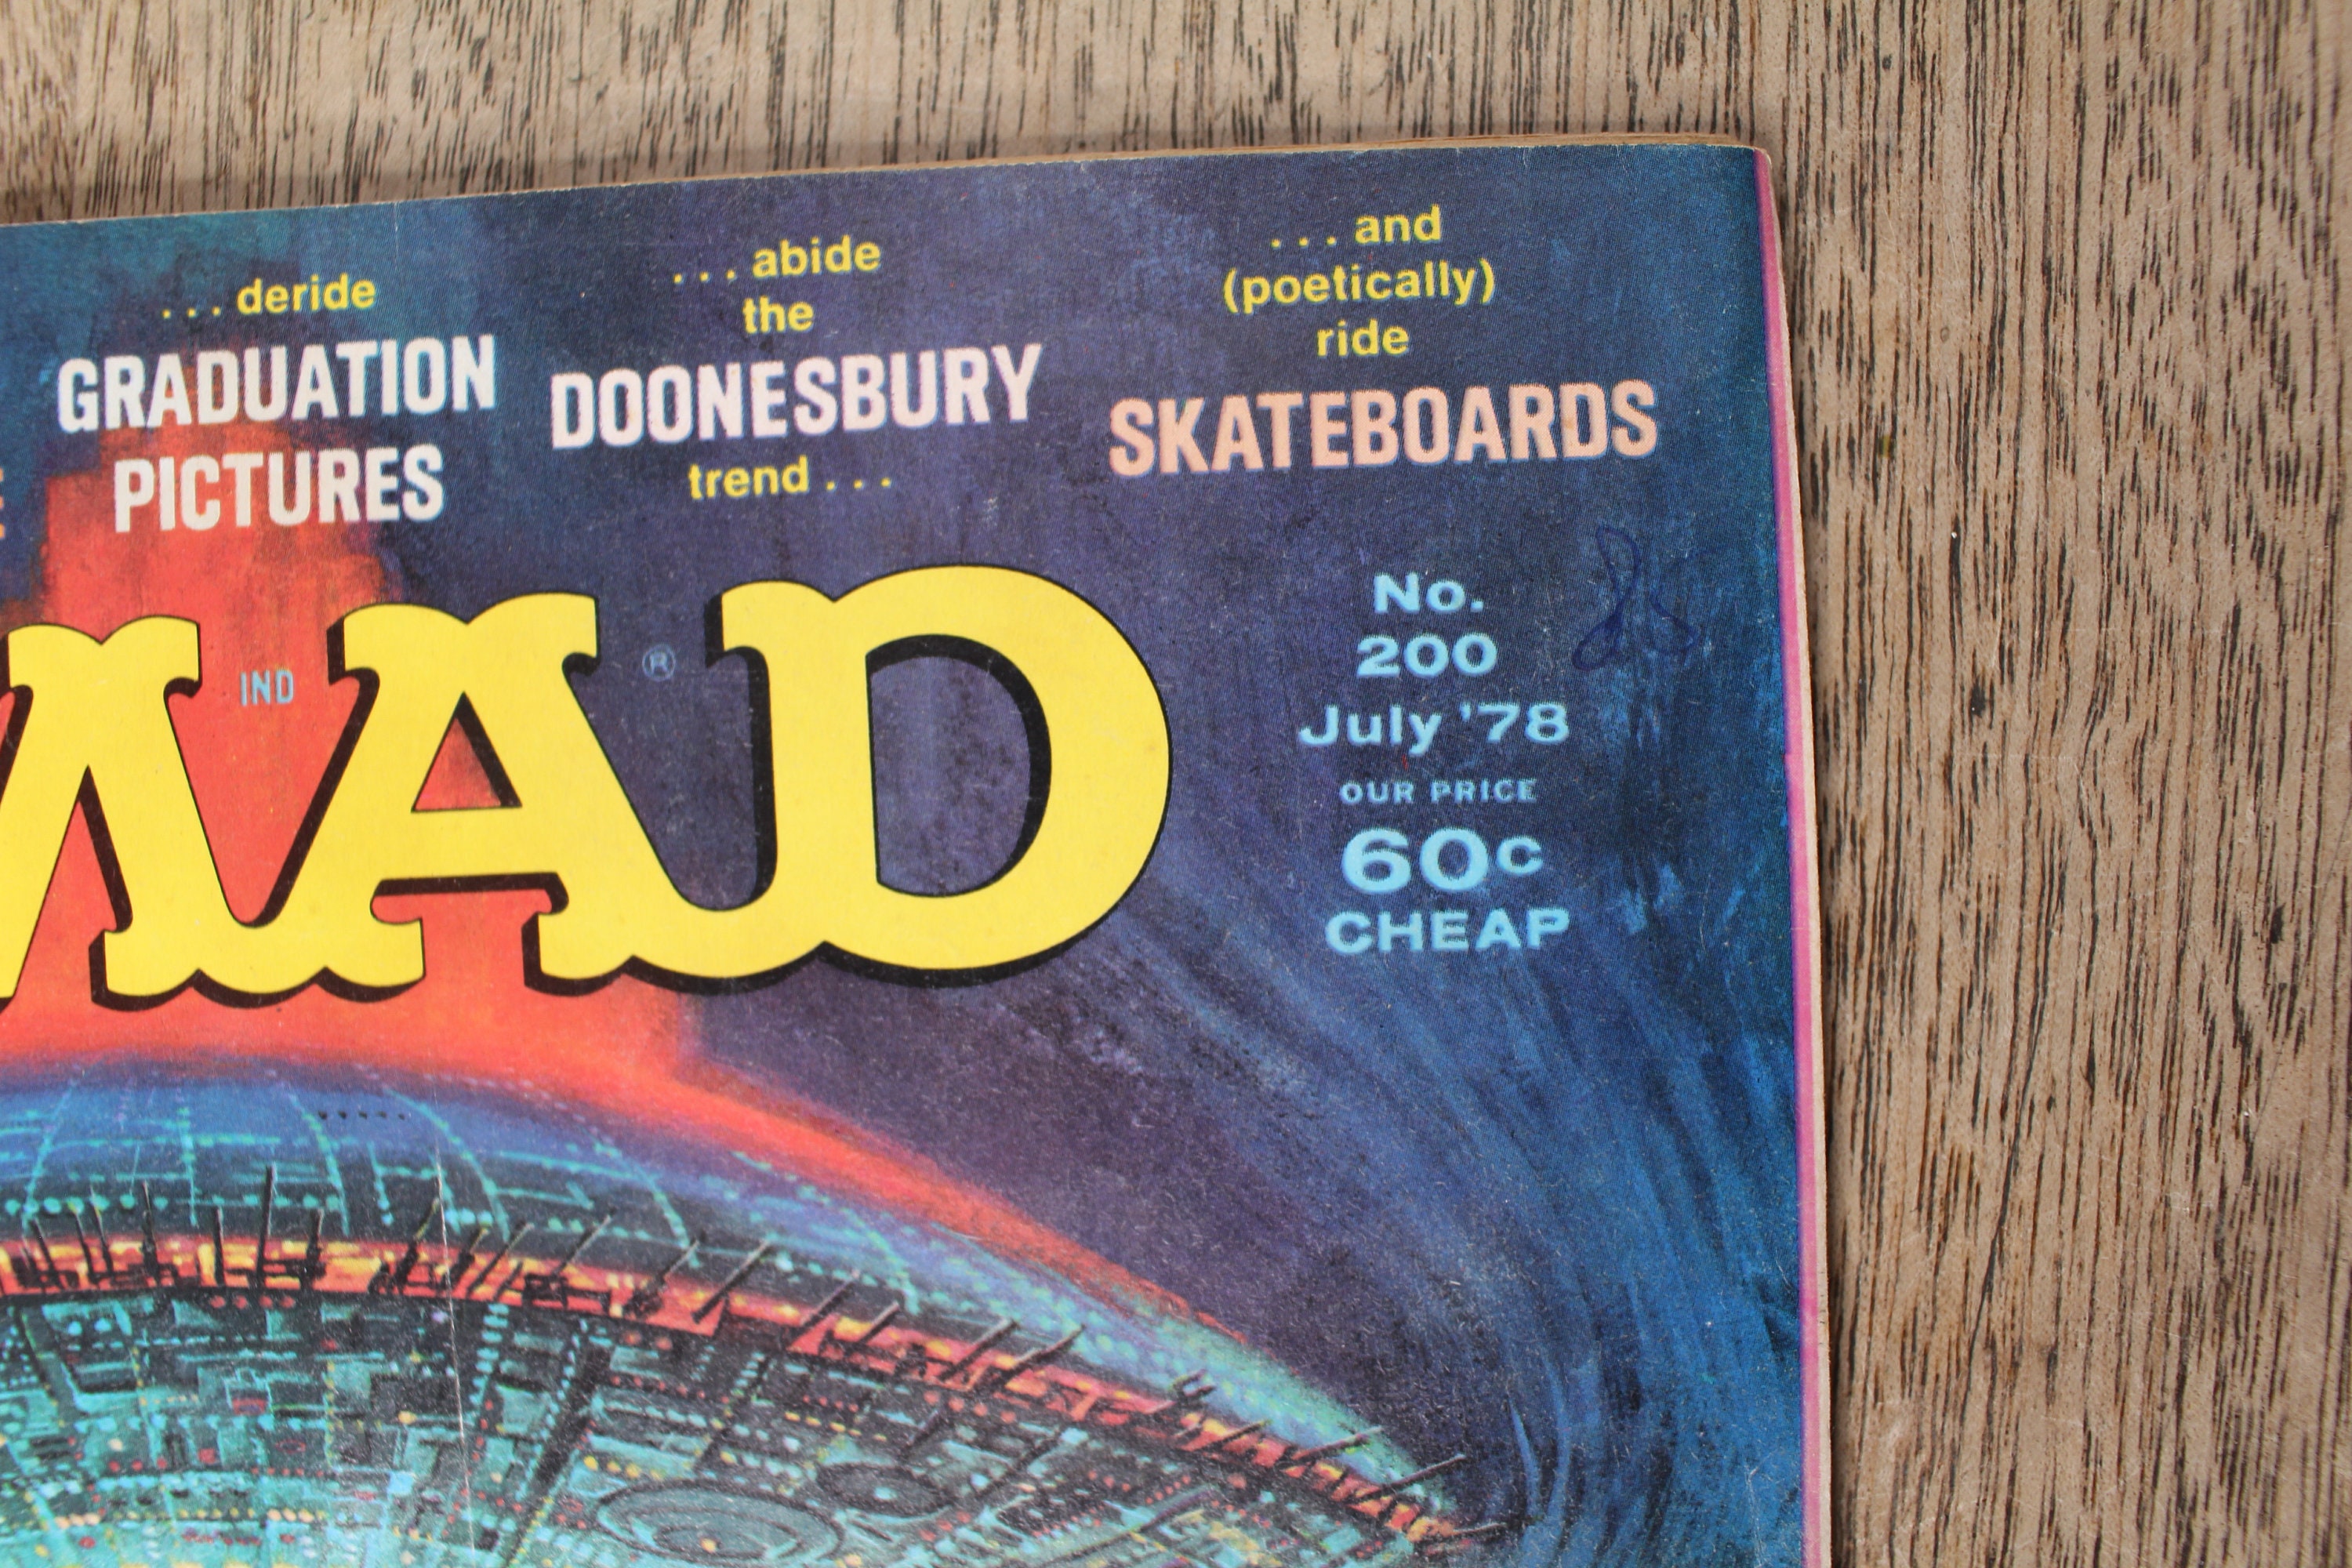 ...deride
GRADUATION
PICTURES
...abide
the
DOONESBURY
trend...
...and
(poetically)
ride
SKATEBOARDS
MAD
IND
®
No.
200
July '78
OUR PRICE
60c
CHEAP